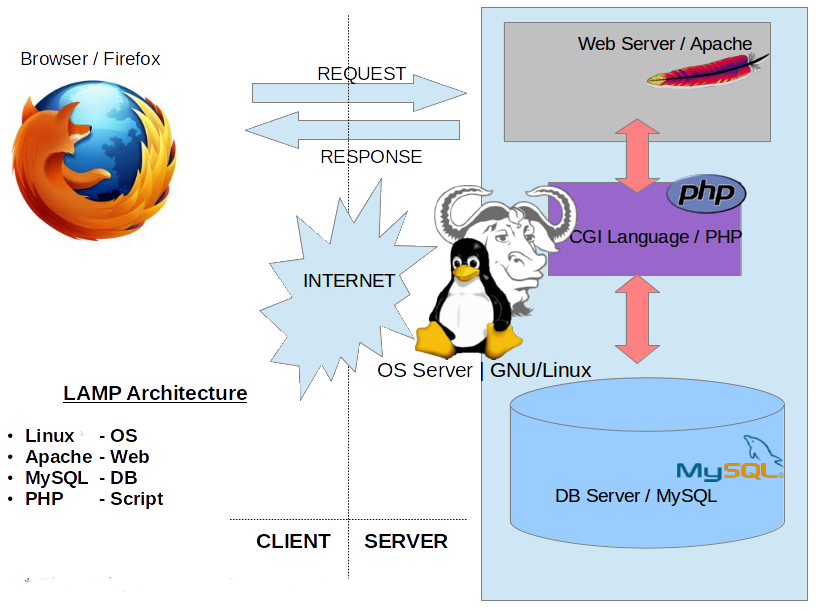 Browser / Firefox
REQUEST
RESPONSE
Web Server / Apache
php
CGI Language / PHP
INTERNET
OS Server | GNU/Linux
MySQL
DB Server / MySQL
LAMP Architecture
• Linux - OS
• Apache - Web
• MySQL - DB
• PHP - Script
CLIENT
SERVER